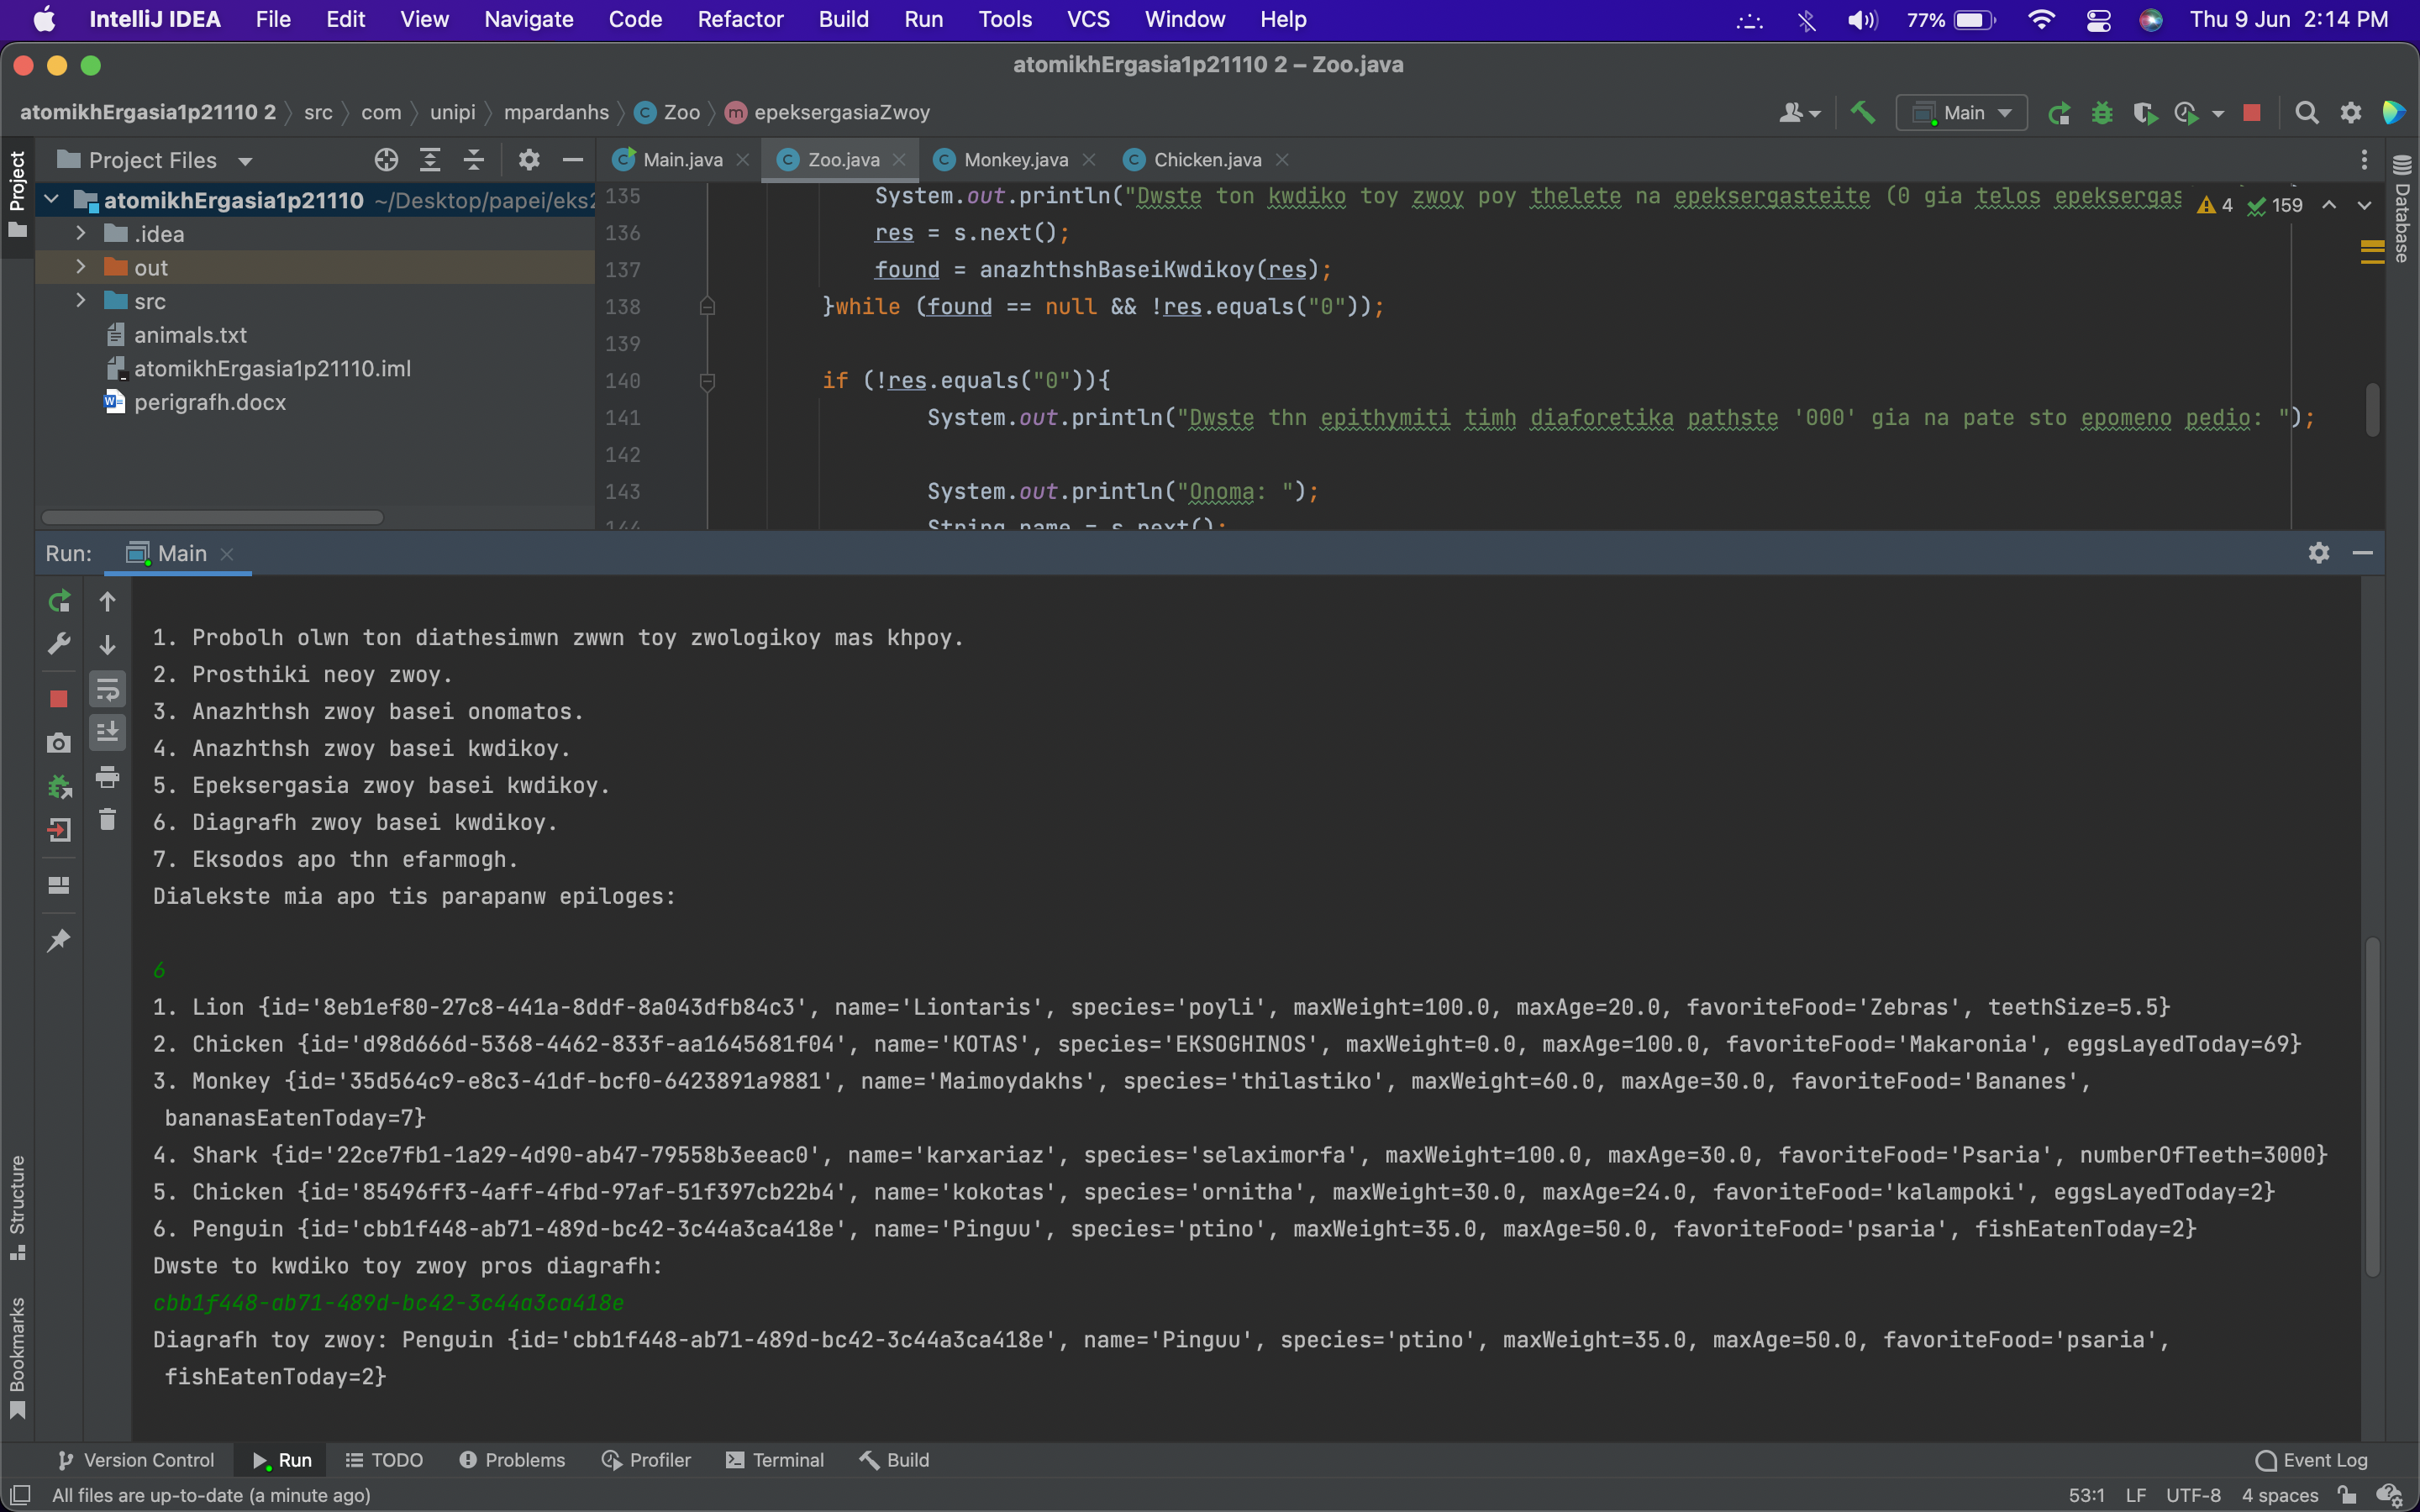 IntelliJ IDEA File Edit View Navigate Code Refactor Build Run Tools VCS Window Help 77% Thu 9 Jun 2:14 PM
atomikhErgasia1p21110 2 – Zoo.java
atomikhErgasia1p21110 2 src com unipi mpardanhs Zoo epeksergasiaZwoy Main
Project
Project Files
atomikhErgasia1p21110 ~/Desktop/papei/eks2
.idea
out
src
animals.txt
atomikhErgasia1p21110.iml
perigrafh.docx
Main.java Zoo.java Monkey.java Chicken.java
Database
4 159
135 System.out.println("Dwste ton kwdiko toy zwoy poy thelete na epeksergasteite (0 gia telos epeksergas
136 res = s.next();
137 found = anazhthshBaseiKwdikoy(res);
138 }while (found == null && !res.equals("0"));
139
140 if (!res.equals("0")){
141 System.out.println("Dwste thn epithymiti timh diaforetika pathste '000' gia na pate sto epomeno pedio: ");
142
143 System.out.println("Onoma: ");
144 String name = s.next();
Run: Main
1. Probolh olwn ton diathesimwn zwwn toy zwologikoy mas khpoy.
2. Prosthiki neoy zwoy.
3. Anazhthsh zwoy basei onomatos.
4. Anazhthsh zwoy basei kwdikoy.
5. Epeksergasia zwoy basei kwdikoy.
6. Diagrafh zwoy basei kwdikoy.
7. Eksodos apo thn efarmogh.
Dialekste mia apo tis parapanw epiloges:
6
1. Lion {id='8eb1ef80-27c8-441a-8ddf-8a043dfb84c3', name='Liontaris', species='poyli', maxWeight=100.0, maxAge=20.0, favoriteFood='Zebras', teethSize=5.5}
2. Chicken {id='d98d666d-5368-4462-833f-aa1645681f04', name='KOTAS', species='EKSOGHINOS', maxWeight=0.0, maxAge=100.0, favoriteFood='Makaronia', eggsLayedToday=69}
3. Monkey {id='35d564c9-e8c3-41df-bcf0-6423891a9881', name='Maimoydakhs', species='thilastiko', maxWeight=60.0, maxAge=30.0, favoriteFood='Bananes',
bananasEatenToday=7}
4. Shark {id='22ce7fb1-1a29-4d90-ab47-79558b3eeac0', name='karxariaz', species='selaximorfa', maxWeight=100.0, maxAge=30.0, favoriteFood='Psaria', numberOfTeeth=3000}
5. Chicken {id='85496ff3-4aff-4fbd-97af-51f397cb22b4', name='kokotas', species='ornitha', maxWeight=30.0, maxAge=24.0, favoriteFood='kalampoki', eggsLayedToday=2}
6. Penguin {id='cbb1f448-ab71-489d-bc42-3c44a3ca418e', name='Pinguu', species='ptino', maxWeight=35.0, maxAge=50.0, favoriteFood='psaria', fishEatenToday=2}
Dwste to kwdiko toy zwoy pros diagrafh:
cbb1f448-ab71-489d-bc42-3c44a3ca418e
Diagrafh toy zwoy: Penguin {id='cbb1f448-ab71-489d-bc42-3c44a3ca418e', name='Pinguu', species='ptino', maxWeight=35.0, maxAge=50.0, favoriteFood='psaria',
fishEatenToday=2}
Structure
Bookmarks
Version Control Run TODO Problems Profiler Terminal Build Event Log
All files are up-to-date (a minute ago) 53:1 LF UTF-8 4 spaces